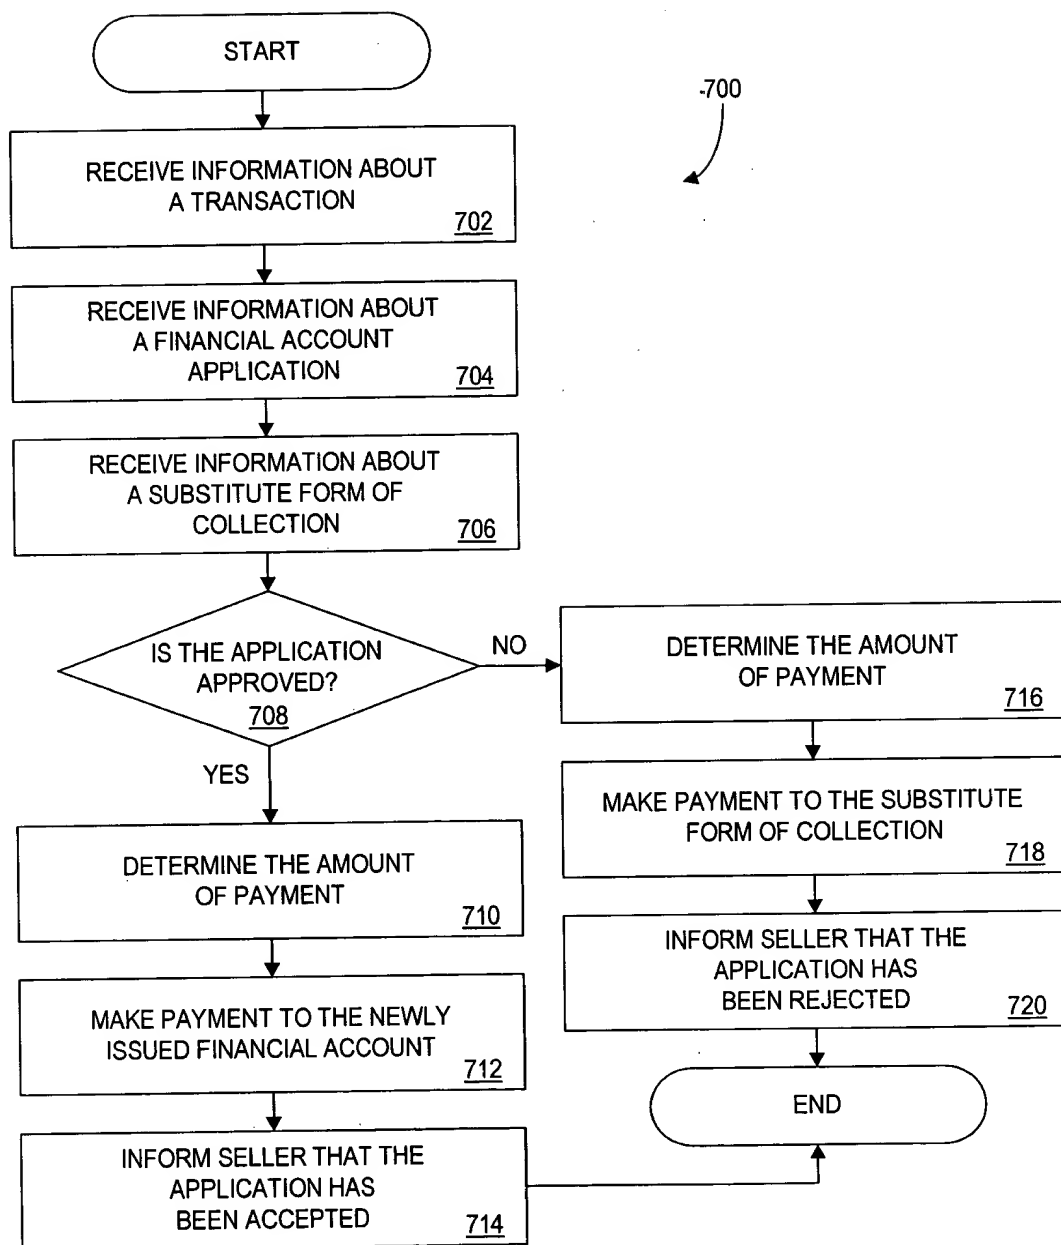 START
700
RECEIVE INFORMATION ABOUT
A TRANSACTION
702
RECEIVE INFORMATION ABOUT
A FINANCIAL ACCOUNT
APPLICATION
704
RECEIVE INFORMATION ABOUT
A SUBSTITUTE FORM OF
COLLECTION
706
IS THE APPLICATION
APPROVED?
708
NO
YES
DETERMINE THE AMOUNT
OF PAYMENT
710
MAKE PAYMENT TO THE NEWLY
ISSUED FINANCIAL ACCOUNT
712
INFORM SELLER THAT THE
APPLICATION HAS
BEEN ACCEPTED
714
DETERMINE THE AMOUNT
OF PAYMENT
716
MAKE PAYMENT TO THE SUBSTITUTE
FORM OF COLLECTION
718
INFORM SELLER THAT THE
APPLICATION HAS
BEEN REJECTED
720
END